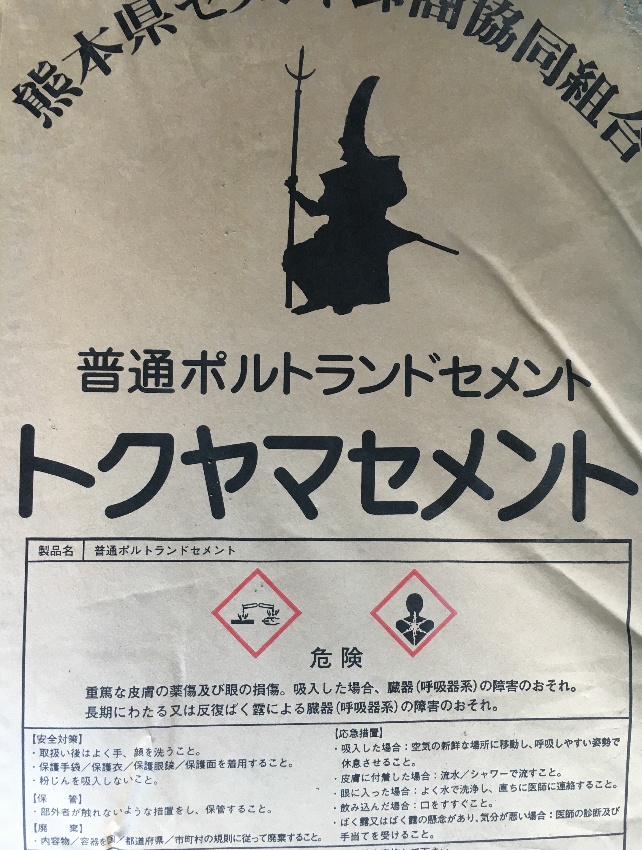 熊本県セメント卸商協同組合
普通ポルトランドセメント
トクヤマセメント
製品名 普通ポルトランドセメント
危険
重篤な皮膚の薬傷及び眼の損傷。吸入した場合、臓器(呼吸器系)の障害のおそれ。
長期にわたる又は反復ばく露による臓器(呼吸器系)の障害のおそれ。
【安全対策】
・取扱い後はよく手、顔を洗うこと。
・保護手袋/保護衣/保護眼鏡/保護面を着用すること。
・粉じんを吸入しないこと。
【保 管】
・部外者が触れないような措置をし、保管すること。
【廃 棄】
・内容物/容器を国/都道府県/市町村の規則に従って廃棄すること。
【応急措置】
・吸入した場合:空気の新鮮な場所に移動し、呼吸しやすい姿勢で
休息させること。
・皮膚に付着した場合:流水/シャワーで流すこと。
・眼に入った場合:よく水で洗浄し、直ちに医師に連絡すること。
・飲み込んだ場合:口をすすぐこと。
・ばく露又はばく露の懸念があり、気分が悪い場合:医師の診断及び
手当てを受けること。